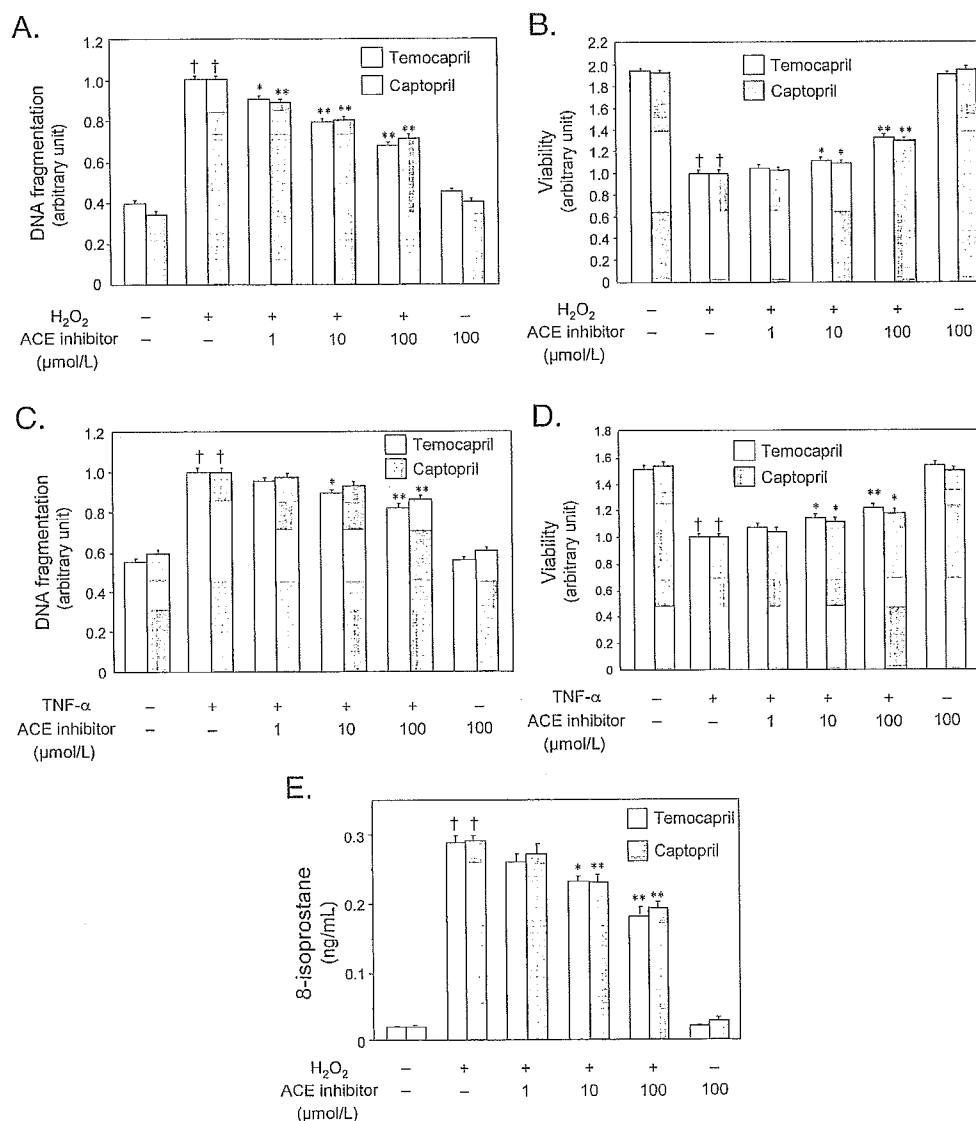 A.
1.2
1.0
0.8
0.6
0.4
0.2
0
DNA fragmentation
(arbitrary unit)
Temocapril
Captopril
† †
* **
** **
** **
H2O2 – + + + + –
ACE inhibitor – – 1 10 100 100
(μmol/L)
B.
2.2
2.0
1.8
1.6
1.4
1.2
1.0
0.8
0.6
0.4
0.2
0
Viability
(arbitrary unit)
Temocapril
Captopril
† †
* *
** **
H2O2 – + + + + –
ACE inhibitor – – 1 10 100 100
(μmol/L)
C.
1.2
1.0
0.8
0.6
0.4
0.2
0
DNA fragmentation
(arbitrary unit)
Temocapril
Captopril
† †
*
** **
TNF-α – + + + + –
ACE inhibitor – – 1 10 100 100
(μmol/L)
D.
1.8
1.6
1.4
1.2
1.0
0.8
0.6
0.4
0.2
0
Viability
(arbitrary unit)
Temocapril
Captopril
† †
* *
** *
TNF-α – + + + + –
ACE inhibitor – – 1 10 100 100
(μmol/L)
E.
0.3
0.2
0.1
0
8-isoprostane
(ng/mL)
Temocapril
Captopril
† †
* **
** **
H2O2 – + + + + –
ACE inhibitor – – 1 10 100 100
(μmol/L)